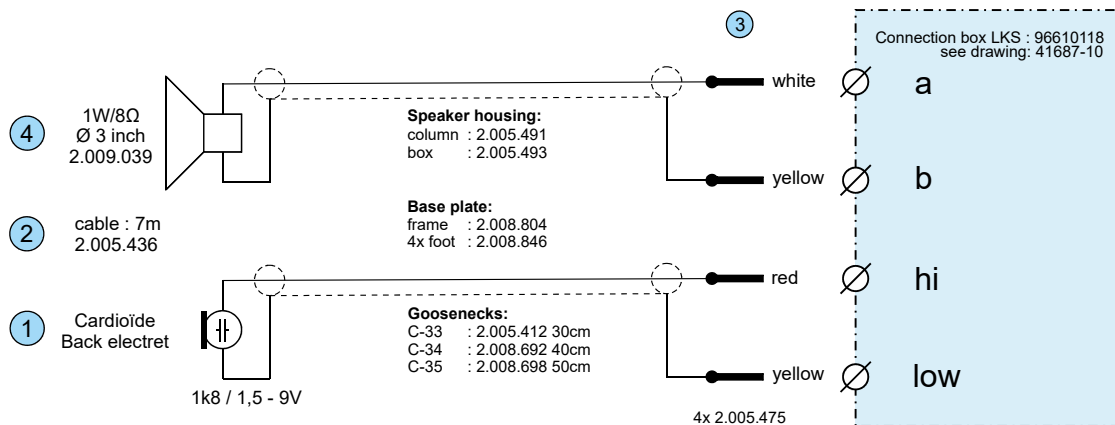 3
Connection box LKS : 96610118
see drawing: 41687-10
white
a
4
1W/8Ω
Ø 3 inch
2.009.039
Speaker housing:
column : 2.005.491
box : 2.005.493
yellow
b
2
cable : 7m
2.005.436
Base plate:
frame : 2.008.804
4x foot : 2.008.846
red
hi
1
Cardioïde
Back electret
Goosenecks:
C-33 : 2.005.412 30cm
C-34 : 2.008.692 40cm
C-35 : 2.008.698 50cm
yellow
low
1k8 / 1,5 - 9V
4x 2.005.475